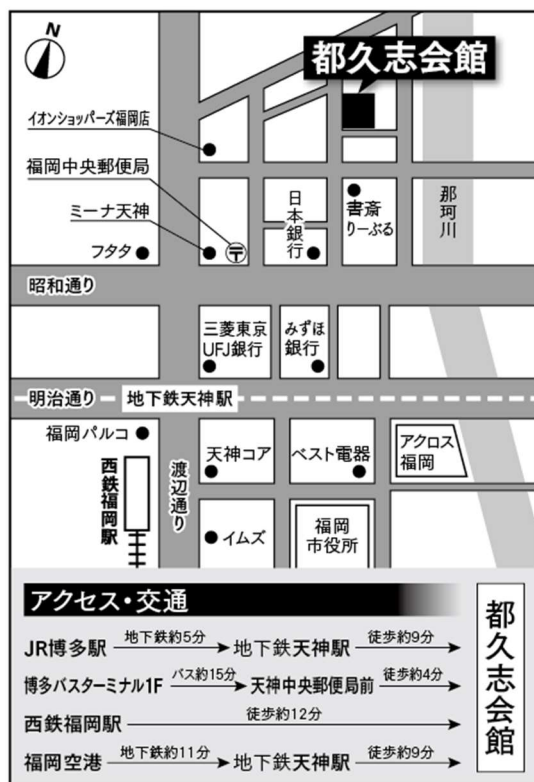 N
都久志会館
イオンショッパーズ福岡店
福岡中央郵便局
ミーナ天神
フタタ
〒
日本銀行
書斎
りーぶる
那珂川
昭和通り
三菱東京
UFJ銀行
みずほ
銀行
明治通り
地下鉄天神駅
福岡パルコ
西鉄福岡駅
渡辺通り
天神コア
ベスト電器
アクロス
福岡
イムズ
福岡
市役所
アクセス・交通
JR博多駅 地下鉄約5分 地下鉄天神駅 徒歩約9分
博多バスターミナル1F バス約15分 天神中央郵便局前 徒歩約4分
西鉄福岡駅 徒歩約12分
福岡空港 地下鉄約11分 地下鉄天神駅 徒歩約9分
都久志会館